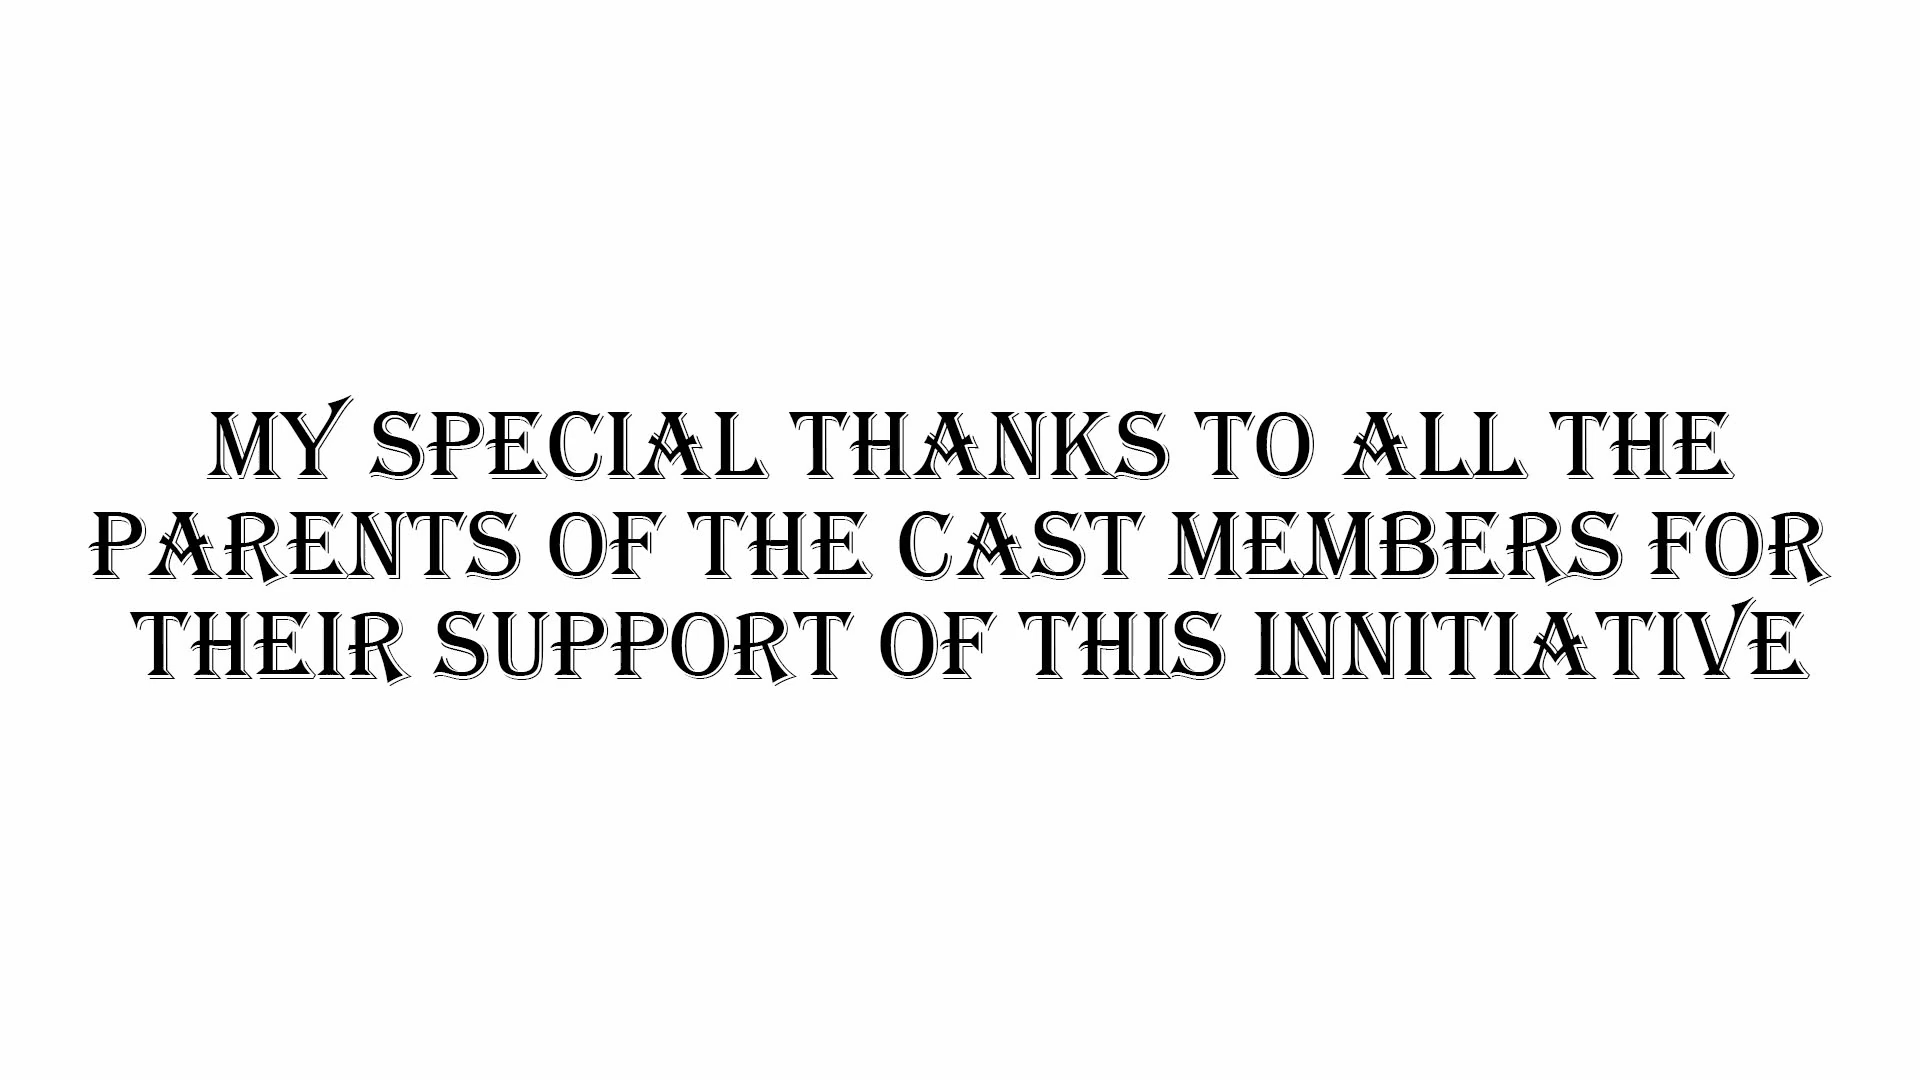 MY SPECIAL THANKS TO ALL THE
PARENTS OF THE CAST MEMBERS FOR
THEIR SUPPORT OF THIS INNITIATIVE